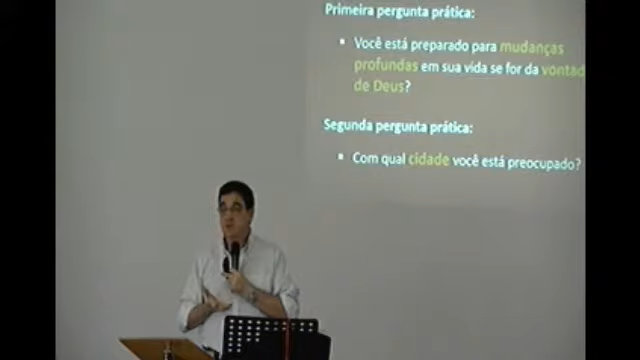 Primeira pergunta prática:
• Você está preparado para mudanças
profundas em sua vida se for da vontad
de Deus?
Segunda pergunta prática:
• Com qual cidade você está preocupado?